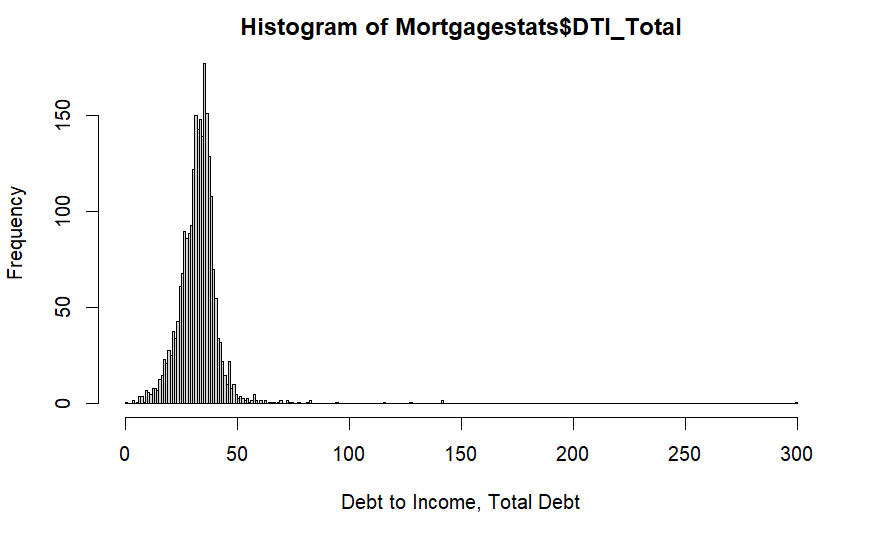 Histogram of Mortgagestats$DTI_Total
Frequency
150
100
50
0
0 50 100 150 200 250 300
Debt to Income, Total Debt